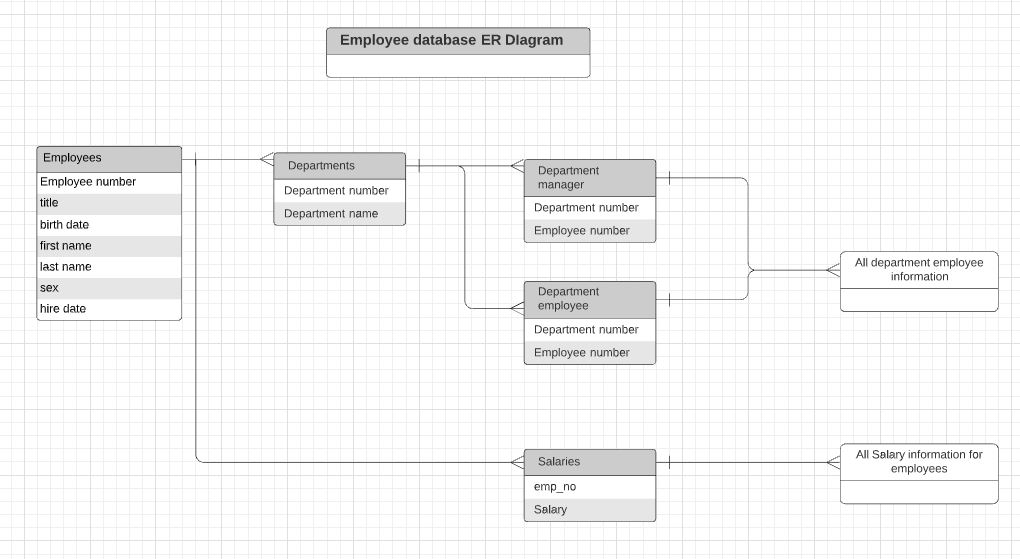 Employee database ER DIagram
Employees
Employee number
title
birth date
first name
last name
sex
hire date
Departments
Department number
Department name
Department
manager
Department number
Employee number
Department
employee
Department number
Employee number
All department employee
information
Salaries
emp_no
Salary
All Salary information for
employees